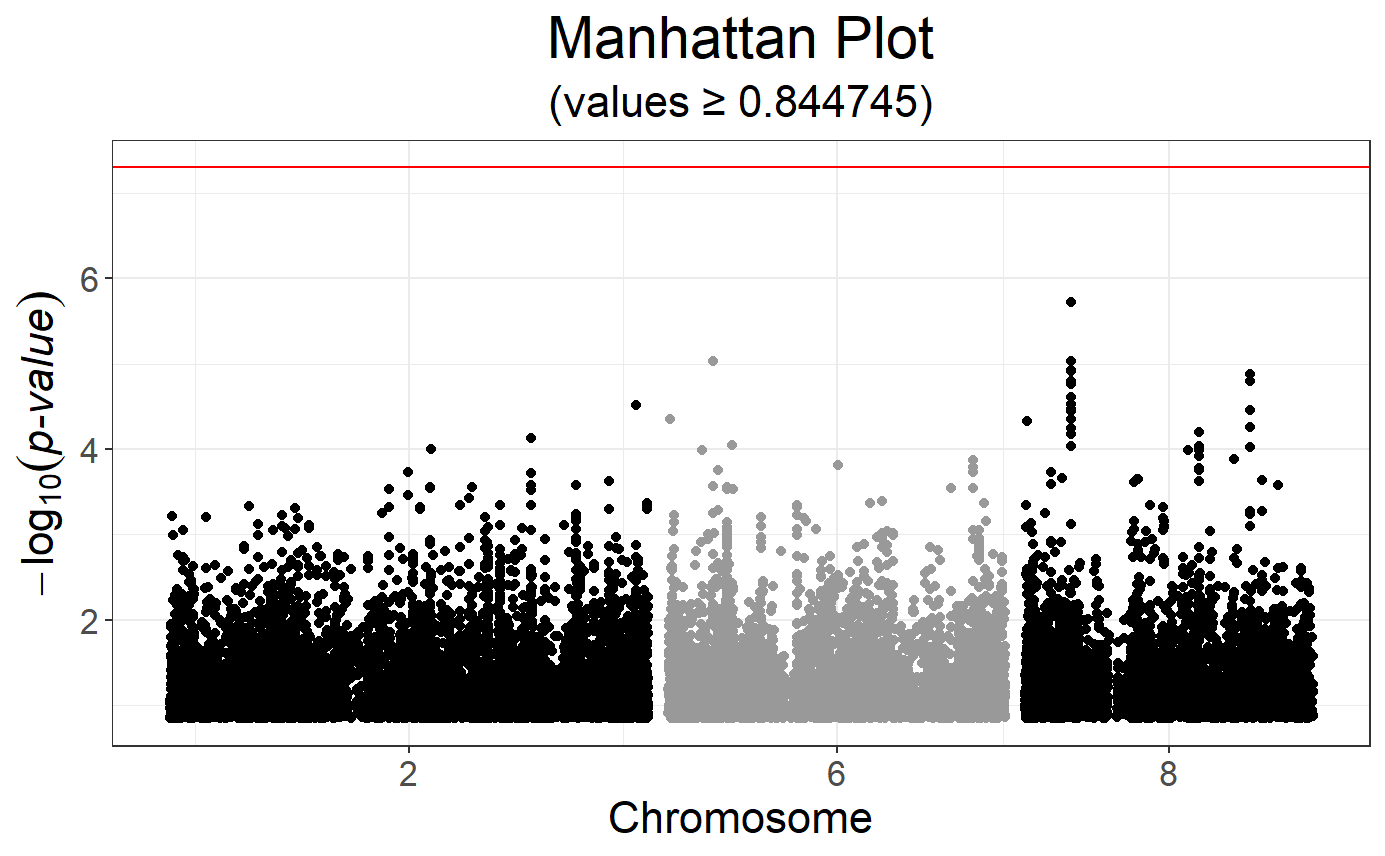 Manhattan Plot
(values ≥ 0.844745)
6
4
2
−log10(p-value)
2 6 8
Chromosome